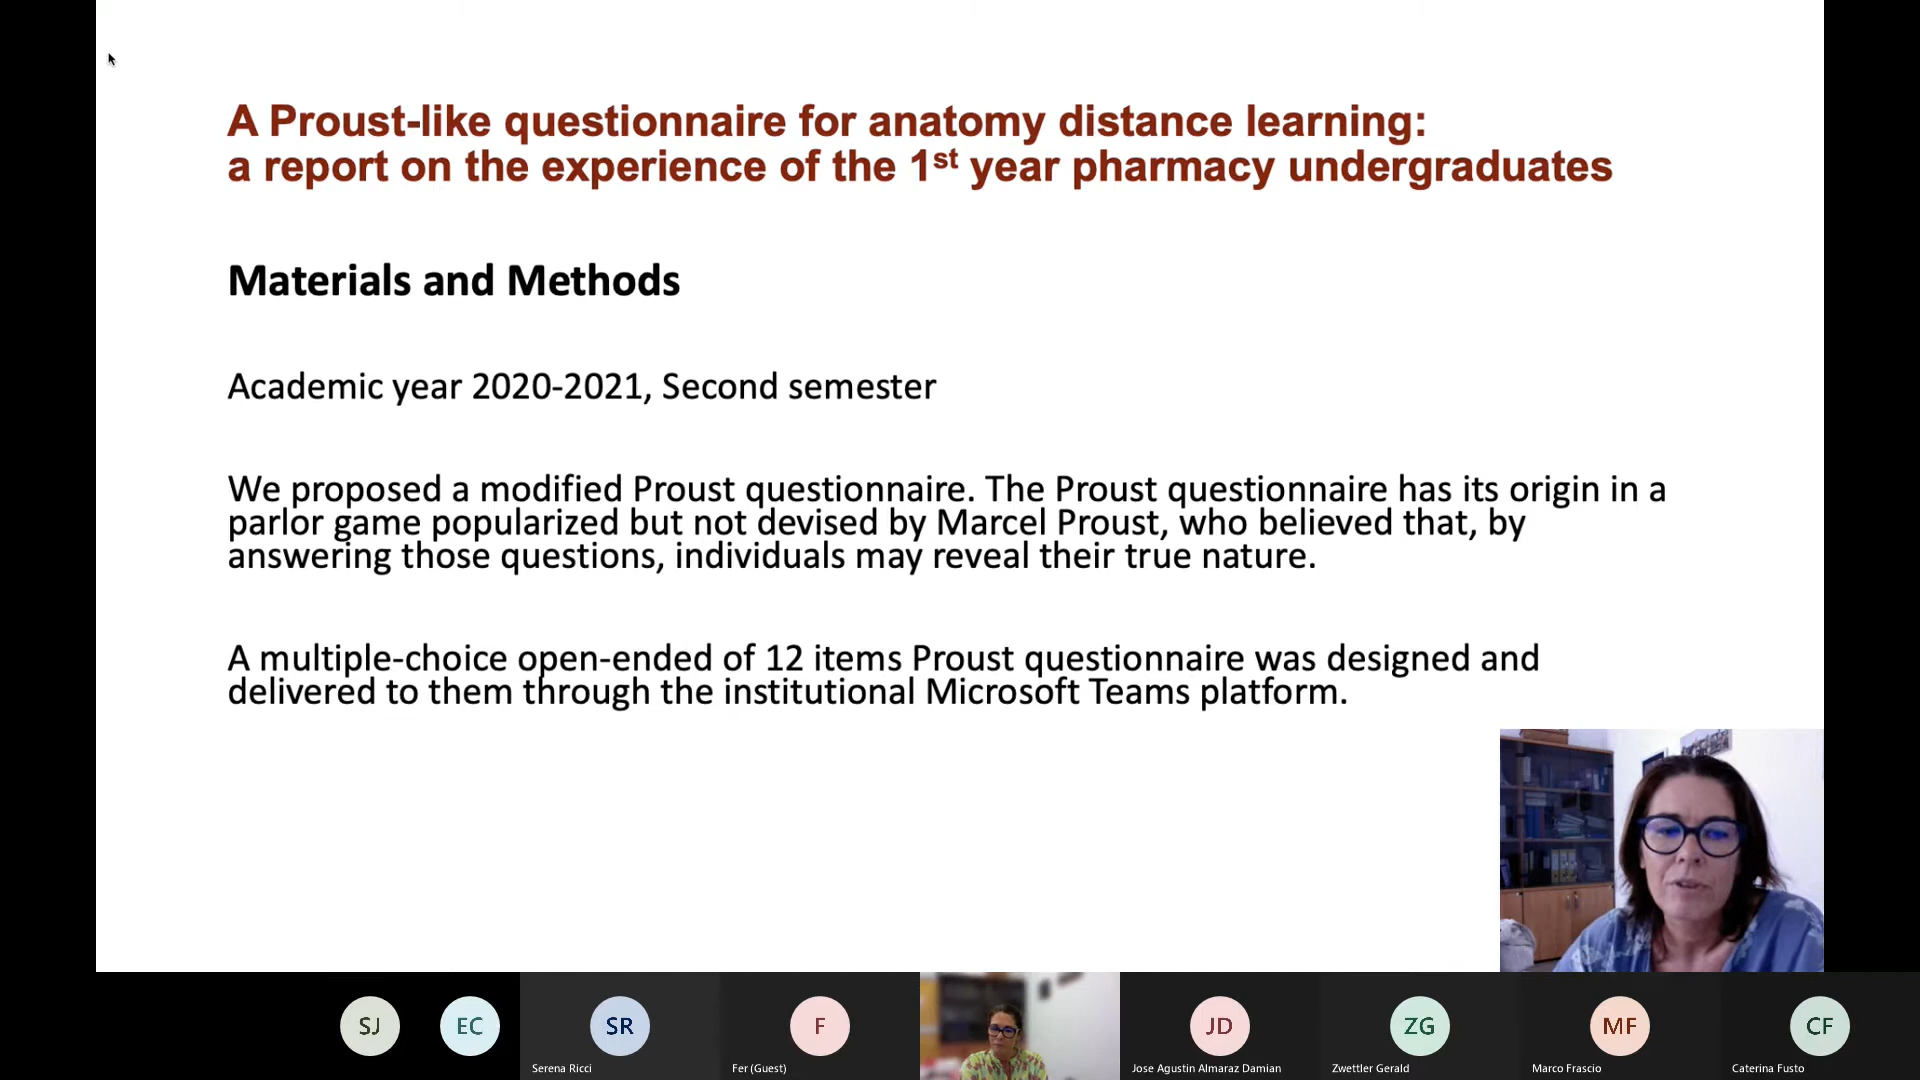 A Proust-like questionnaire for anatomy distance learning:
a report on the experience of the 1st year pharmacy undergraduates
Materials and Methods
Academic year 2020-2021, Second semester
We proposed a modified Proust questionnaire. The Proust questionnaire has its origin in a
parlor game popularized but not devised by Marcel Proust, who believed that, by
answering those questions, individuals may reveal their true nature.
A multiple-choice open-ended of 12 items Proust questionnaire was designed and
delivered to them through the institutional Microsoft Teams platform.
SJ
EC
SR
F
JD
ZG
MF
CF
Serena Ricci
Fer (Guest)
Jose Agustin Almaraz Damian
Zwettler Gerald
Marco Frascio
Caterina Fusto